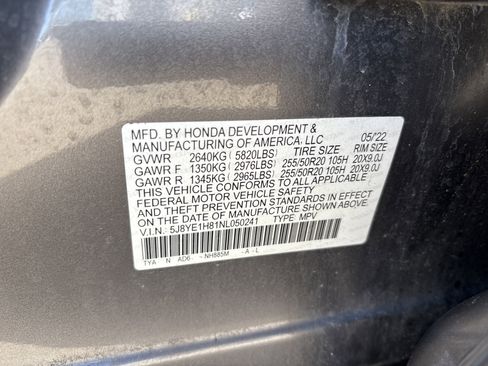 MFD. BY HONDA DEVELOPMENT & 05/22
MANUFACTURING OF AMERICA, LLC
TIRE SIZE RIM SIZE
GVWR 2640KG (5820LBS)
GAWR F 1350KG (2976LBS) 255/50R20 105H 20X9.0J
GAWR R 1345KG (2965LBS) 255/50R20 105H 20X9.0J
THIS VEHICLE CONFORMS TO ALL APPLICABLE
FEDERAL MOTOR VEHICLE SAFETY
AND THEFT PREVENTION STANDARDS IN EFFECT ON
THE DATE OF MANUFACTURE SHOWN ABOVE.
V.I.N.: 5J8YE1H81NL050241 TYPE: MPV
TYA N AD6 - NH885M -A-L